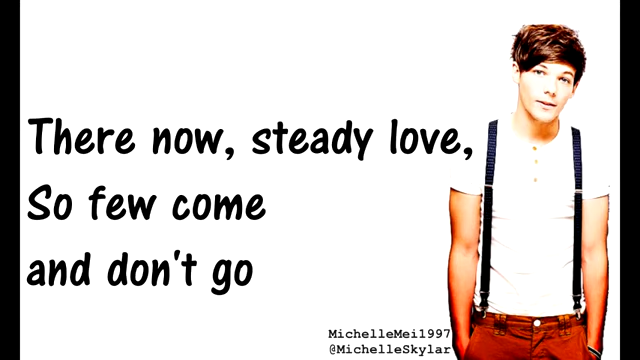 There now, steady love,
So few come
and don't go
MichelleMei1997
@MichelleSkylar